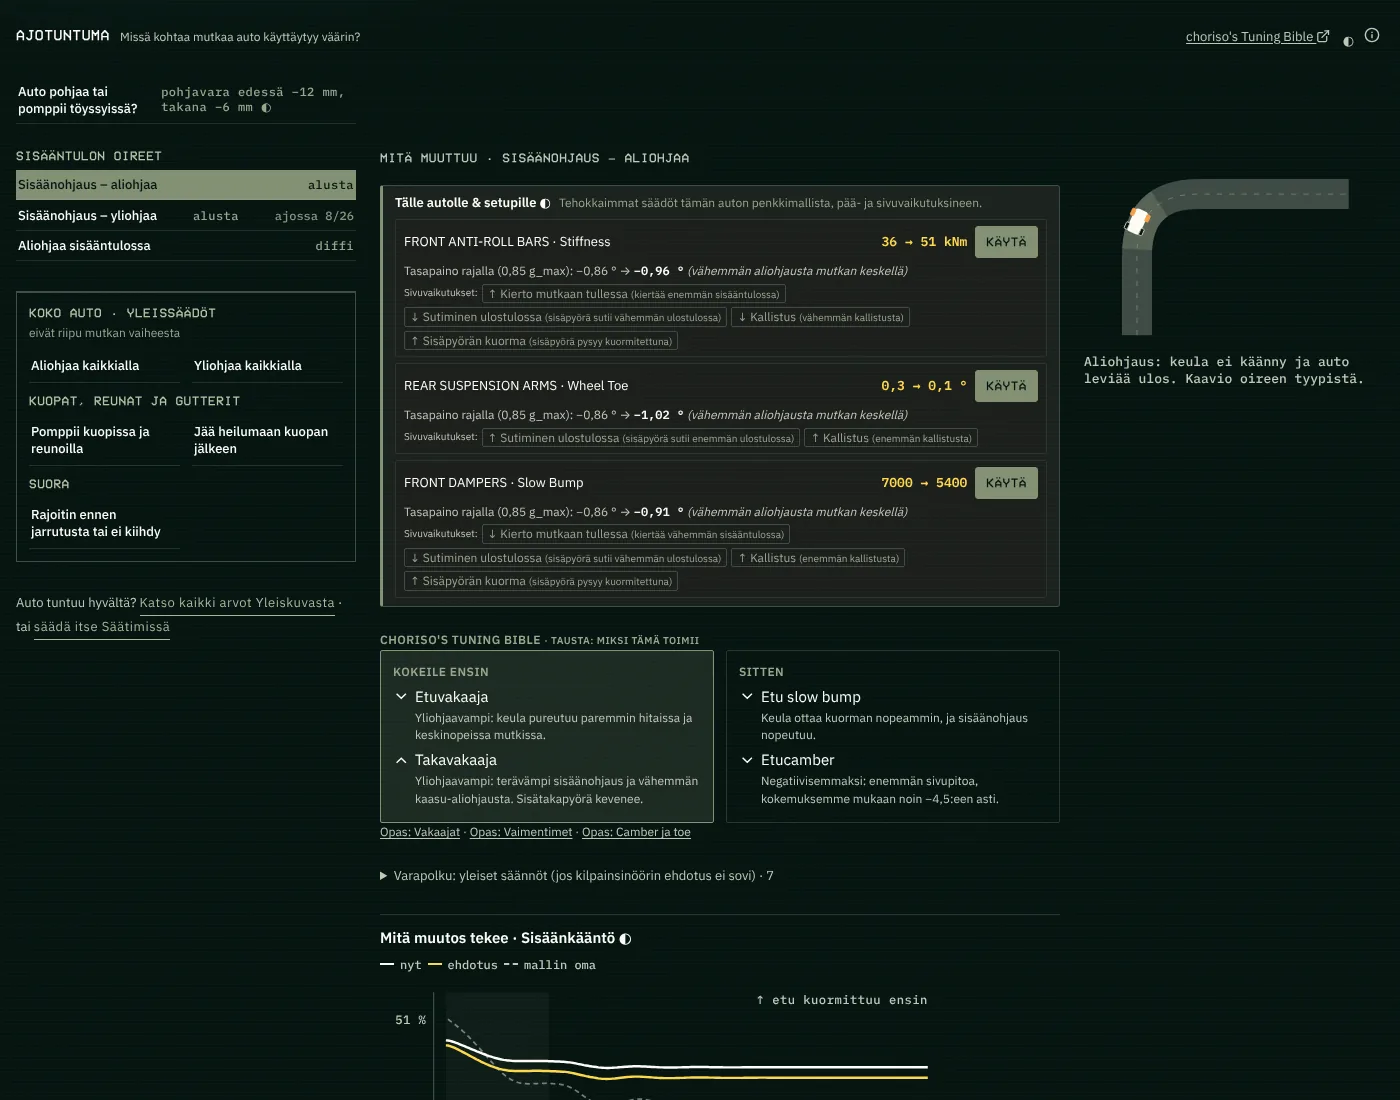 AJOTUNTUMA Missä kohtaa mutkaa auto käyttäytyy väärin?
choriso's Tuning Bible
Auto pohjaa tai pomppii töyssyissä?
pohjavara edessä −12 mm, takana −6 mm
SISÄÄNTULON OIREET
Sisäänohjaus – aliohjaa alusta
Sisäänohjaus – yliohjaa alusta ajossa 8/26
Aliohjaa sisääntulossa diffi
KOKO AUTO · YLEISSÄÄDÖT
eivät riipu mutkan vaiheesta
Aliohjaa kaikkialla Yliohjaa kaikkialla
KUOPAT, REUNAT JA GUTTERIT
Pomppii kuopissa ja reunoilla
Jää heilumaan kuopan jälkeen
SUORA
Rajoitin ennen
jarrutusta tai ei kiihdy
Auto tuntuu hyvältä? Katso kaikki arvot Yleiskuvasta ·
tai säädä itse Säätimissä
MITÄ MUUTTUU · SISÄÄNOHJAUS – ALIOHJAA
Tälle autolle & setupille Tehokkaimmat säädöt tämän auton penkkimallista, pää- ja sivuvaikutuksineen.
FRONT ANTI-ROLL BARS · Stiffness 36 → 51 kNm KÄYTÄ
Tasapaino rajalla (0,85 g_max): −0,86 ° → −0,96 ° (vähemmän aliohjausta mutkan keskellä)
Sivuvaikutukset: ↑ Kierto mutkaan tullessa (kiertää enemmän sisääntulossa)
↓ Sutiminen ulostulossa (sisäpyörä sutii vähemmän ulostulossa) ↓ Kallistus (vähemmän kallistusta)
↑ Sisäpyörän kuorma (sisäpyörä pysyy kuormitettuna)
REAR SUSPENSION ARMS · Wheel Toe 0,3 → 0,1 ° KÄYTÄ
Tasapaino rajalla (0,85 g_max): −0,86 ° → −1,02 ° (vähemmän aliohjausta mutkan keskellä)
Sivuvaikutukset: ↑ Sutiminen ulostulossa (sisäpyörä sutii enemmän ulostulossa) ↑ Kallistus (enemmän kallistusta)
FRONT DAMPERS · Slow Bump 7000 → 5400 KÄYTÄ
Tasapaino rajalla (0,85 g_max): −0,86 ° → −0,91 ° (vähemmän aliohjausta mutkan keskellä)
Sivuvaikutukset: ↓ Kierto mutkaan tullessa (kiertää vähemmän sisääntulossa)
↓ Sutiminen ulostulossa (sisäpyörä sutii vähemmän ulostulossa) ↑ Kallistus (enemmän kallistusta)
↑ Sisäpyörän kuorma (sisäpyörä pysyy kuormitettuna)
Aliohjaus: keula ei käänny ja auto
leviää ulos. Kaavio oireen tyypistä.
CHORISO'S TUNING BIBLE · TAUSTA: MIKSI TÄMÄ TOIMII
KOKEILE ENSIN
Etuvakaaja
Yliohjaavampi: keula pureutuu paremmin hitaissa ja
keskinopeissa mutkissa.
Takavakaaja
Yliohjaavampi: terävämpi sisäänohjaus ja vähemmän
kaasu-aliohjausta. Sisätakapyörä kevenee.
SITTEN
Etu slow bump
Keula ottaa kuorman nopeammin, ja sisäänohjaus
nopeutuu.
Etucamber
Negatiivisemmaksi: enemmän sivupitoa,
kokemuksemme mukaan noin −4,5:een asti.
Opas: Vakaajat · Opas: Vaimentimet · Opas: Camber ja toe
Varapolku: yleiset säännöt (jos kilpainsinöörin ehdotus ei sovi) · 7
Mitä muutos tekee · Sisäänkääntö
nyt ehdotus mallin oma
↑ etu kuormittuu ensin
51 %